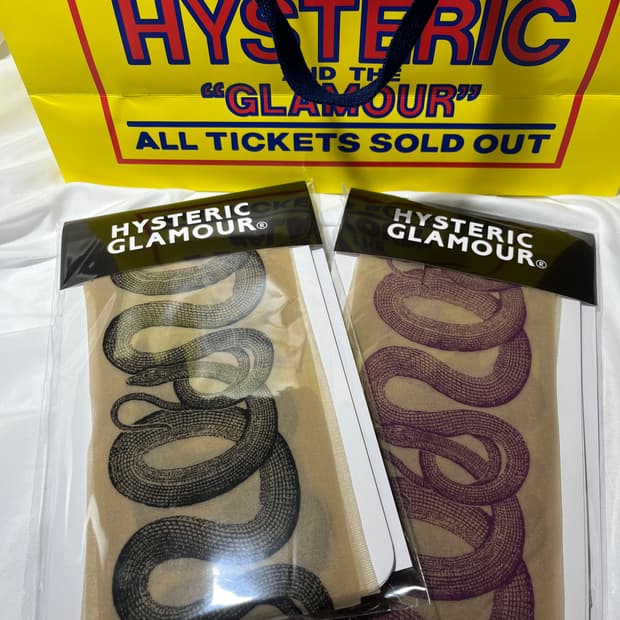 HYSTERIC
AND THE
“GLAMOUR”
ALL TICKETS SOLD OUT
HYSTERIC
GLAMOUR®
HYSTERIC
GLAMOUR®